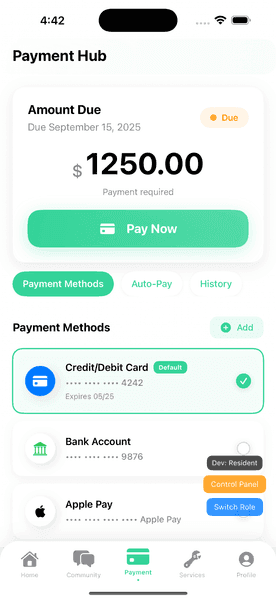 4:42
Payment Hub
Amount Due
Due September 15, 2025
Due
$1250.00
Payment required
Pay Now
Payment Methods
Auto-Pay
History
Payment Methods
Add
Credit/Debit Card Default
•••• •••• •••• 4242
Expires 05/25
Bank Account
•••• •••• •••• 9876
Dev: Resident
Control Panel
Apple Pay
•••• •••• •••• •••• Apple Pay
Switch Role
Home
Community
Payment
Services
Profile